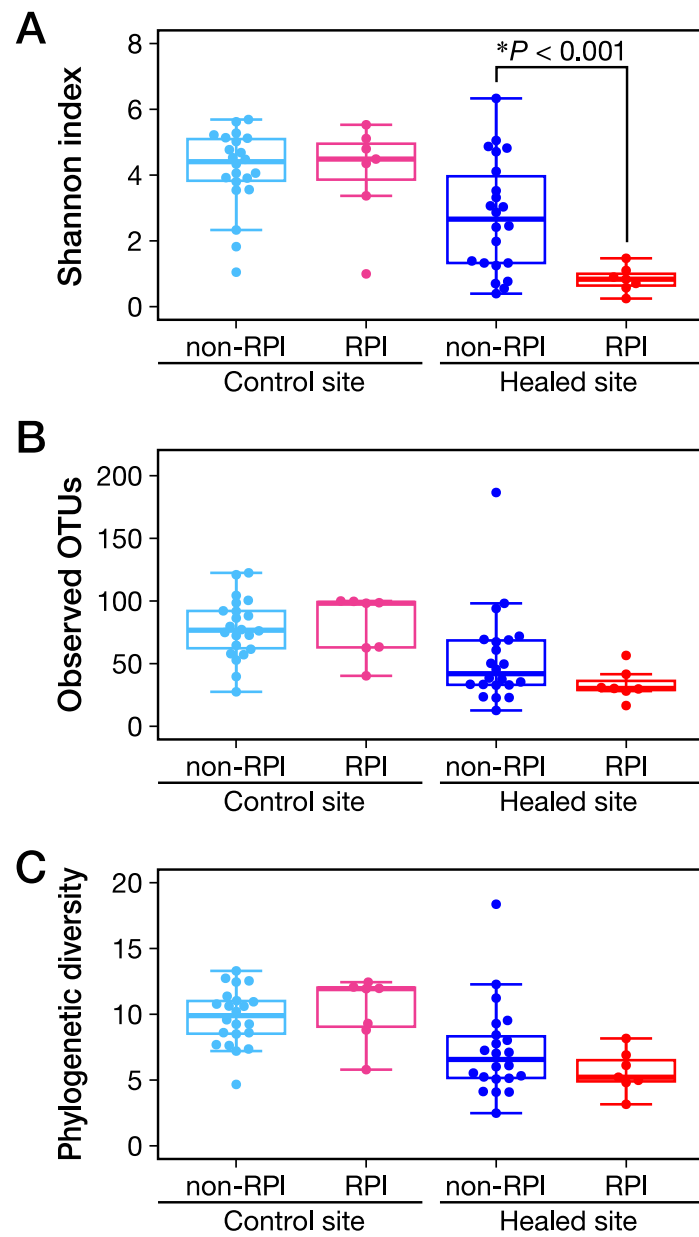 A
Shannon index
8
6
4
2
0
*P < 0.001
non-RPI RPI non-RPI RPI
Control site Healed site
B
Observed OTUs
200
150
100
50
0
non-RPI RPI non-RPI RPI
Control site Healed site
C
Phylogenetic diversity
20
15
10
5
0
non-RPI RPI non-RPI RPI
Control site Healed site